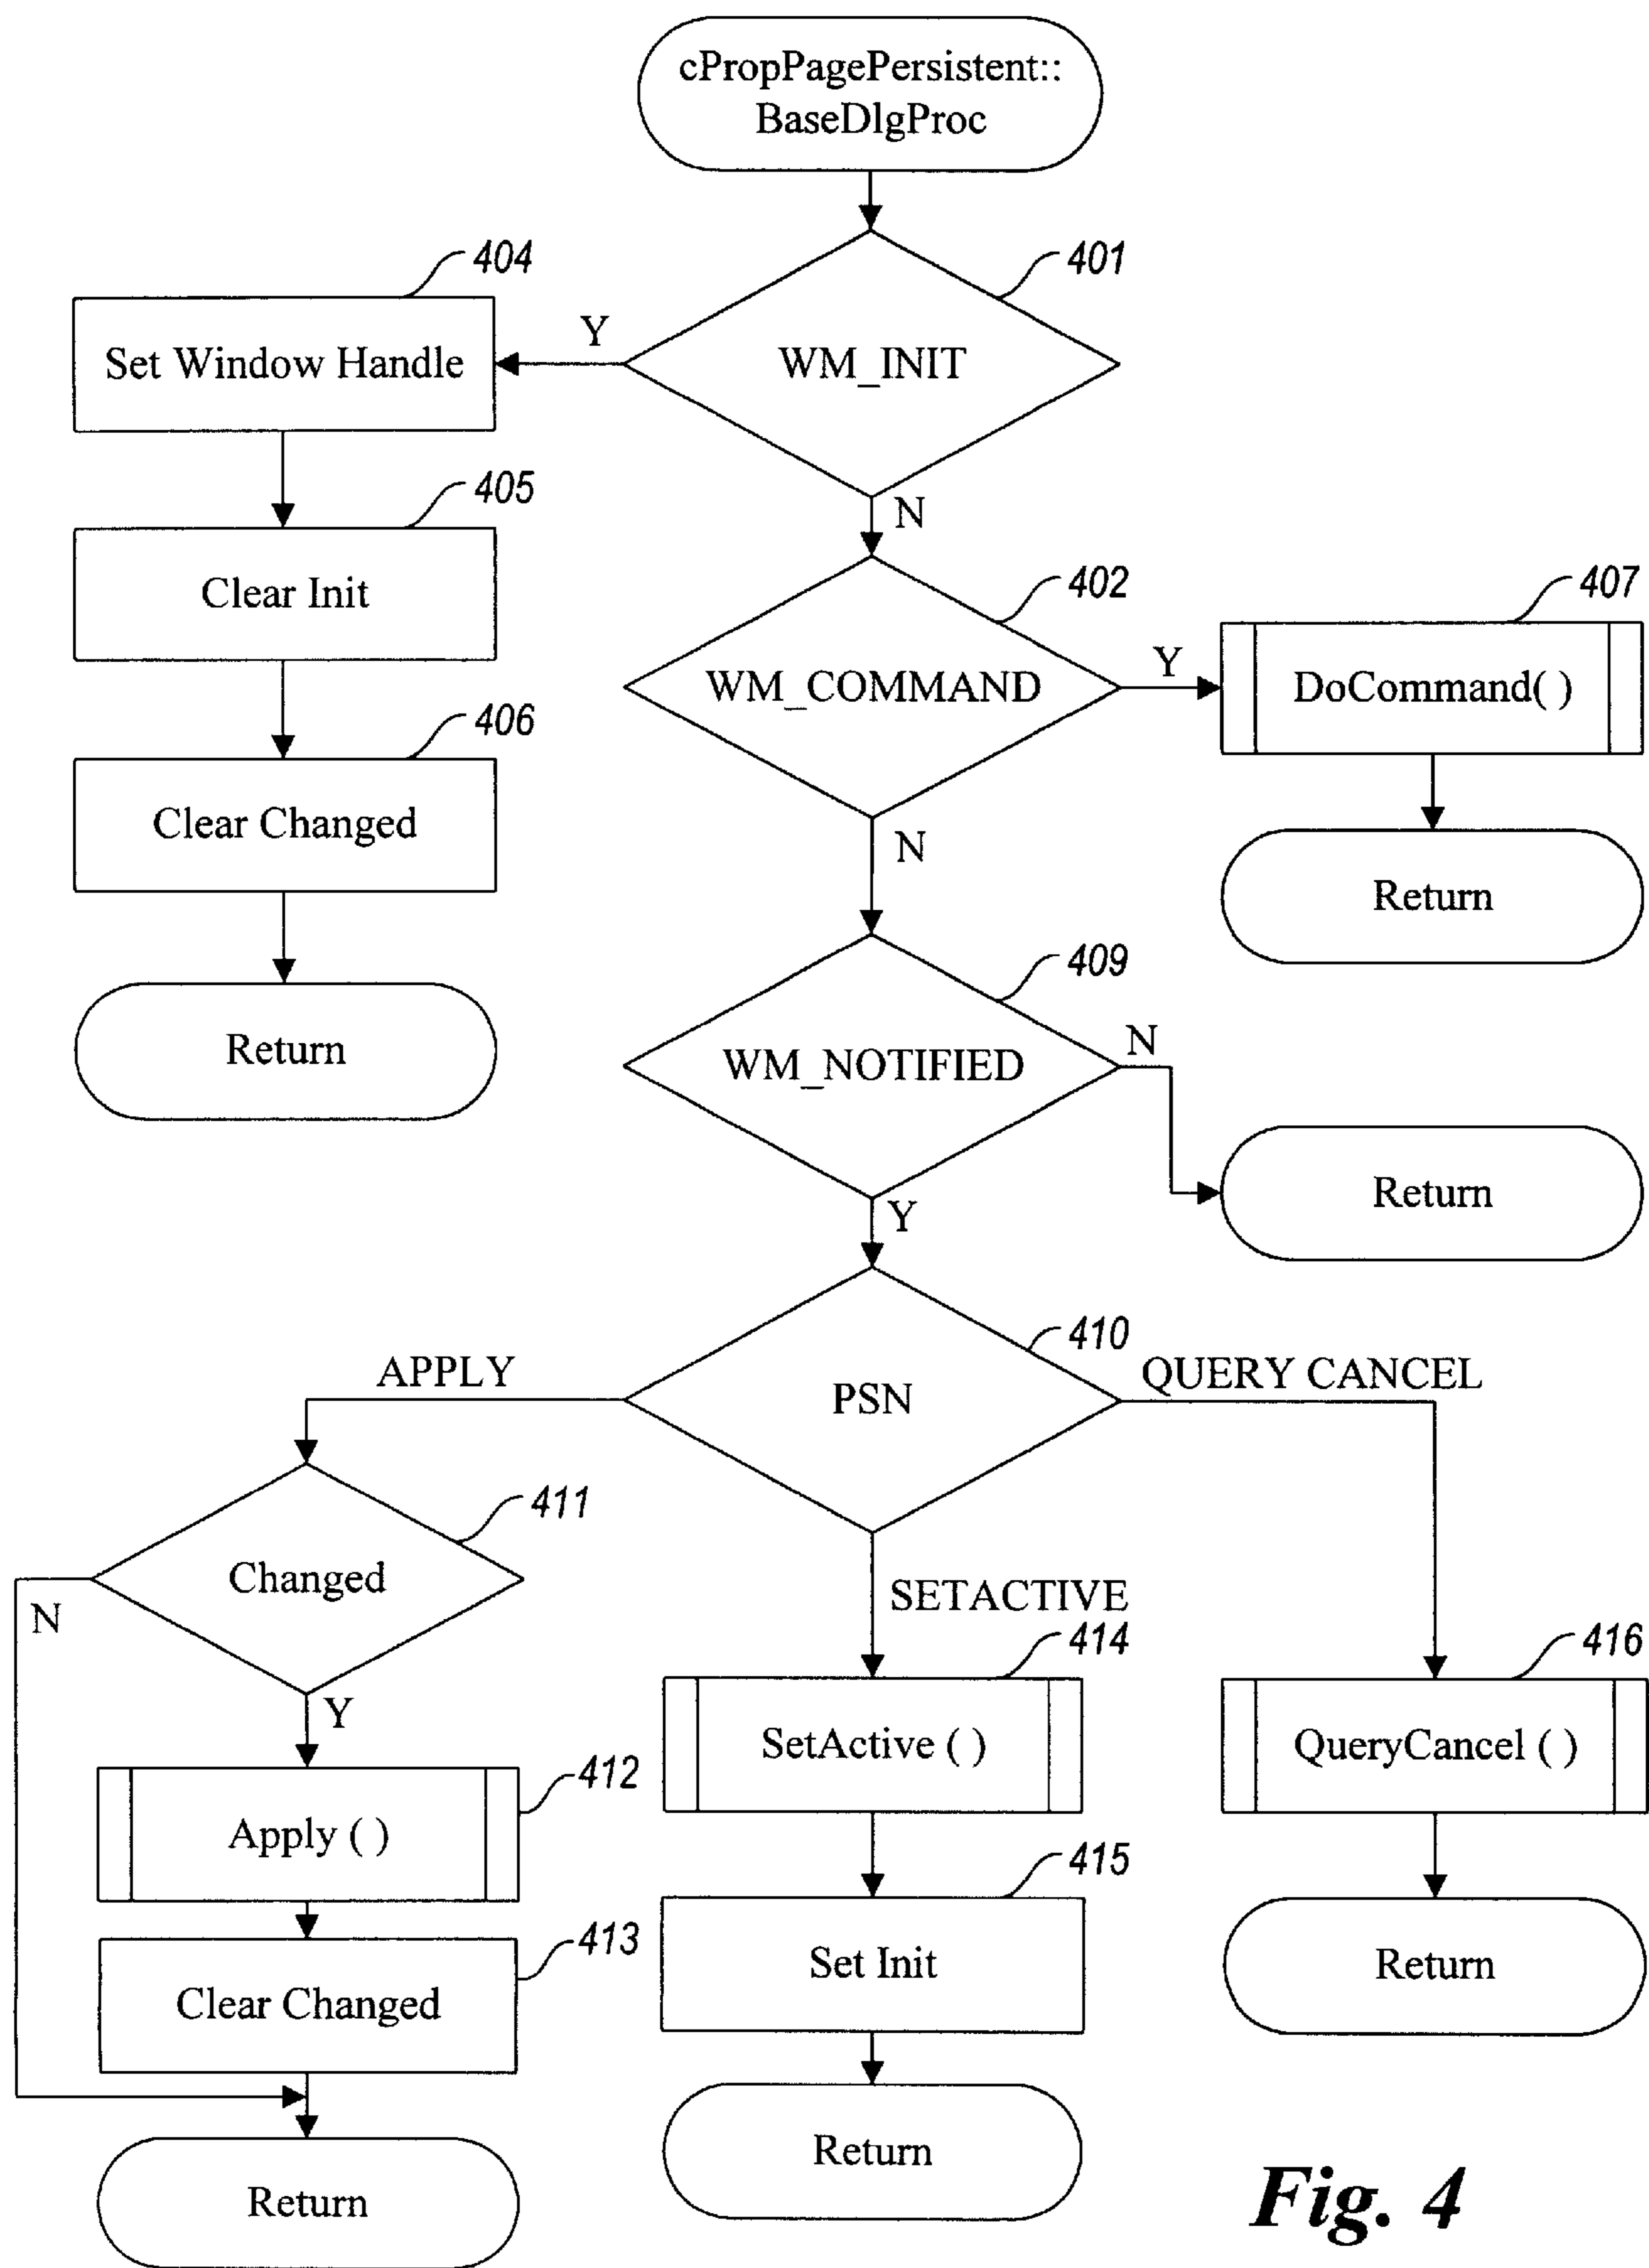 cPropPagePersistent::
BaseDlgProc
401
WM_INIT
Y
N
404
Set Window Handle
405
Clear Init
406
Clear Changed
Return
402
WM_COMMAND
Y
N
407
DoCommand( )
Return
409
WM_NOTIFIED
N
Y
Return
410
PSN
APPLY
QUERY CANCEL
SETACTIVE
411
Changed
N
Y
412
Apply ( )
413
Clear Changed
Return
414
SetActive ( )
415
Set Init
Return
416
QueryCancel ( )
Return
Fig. 4